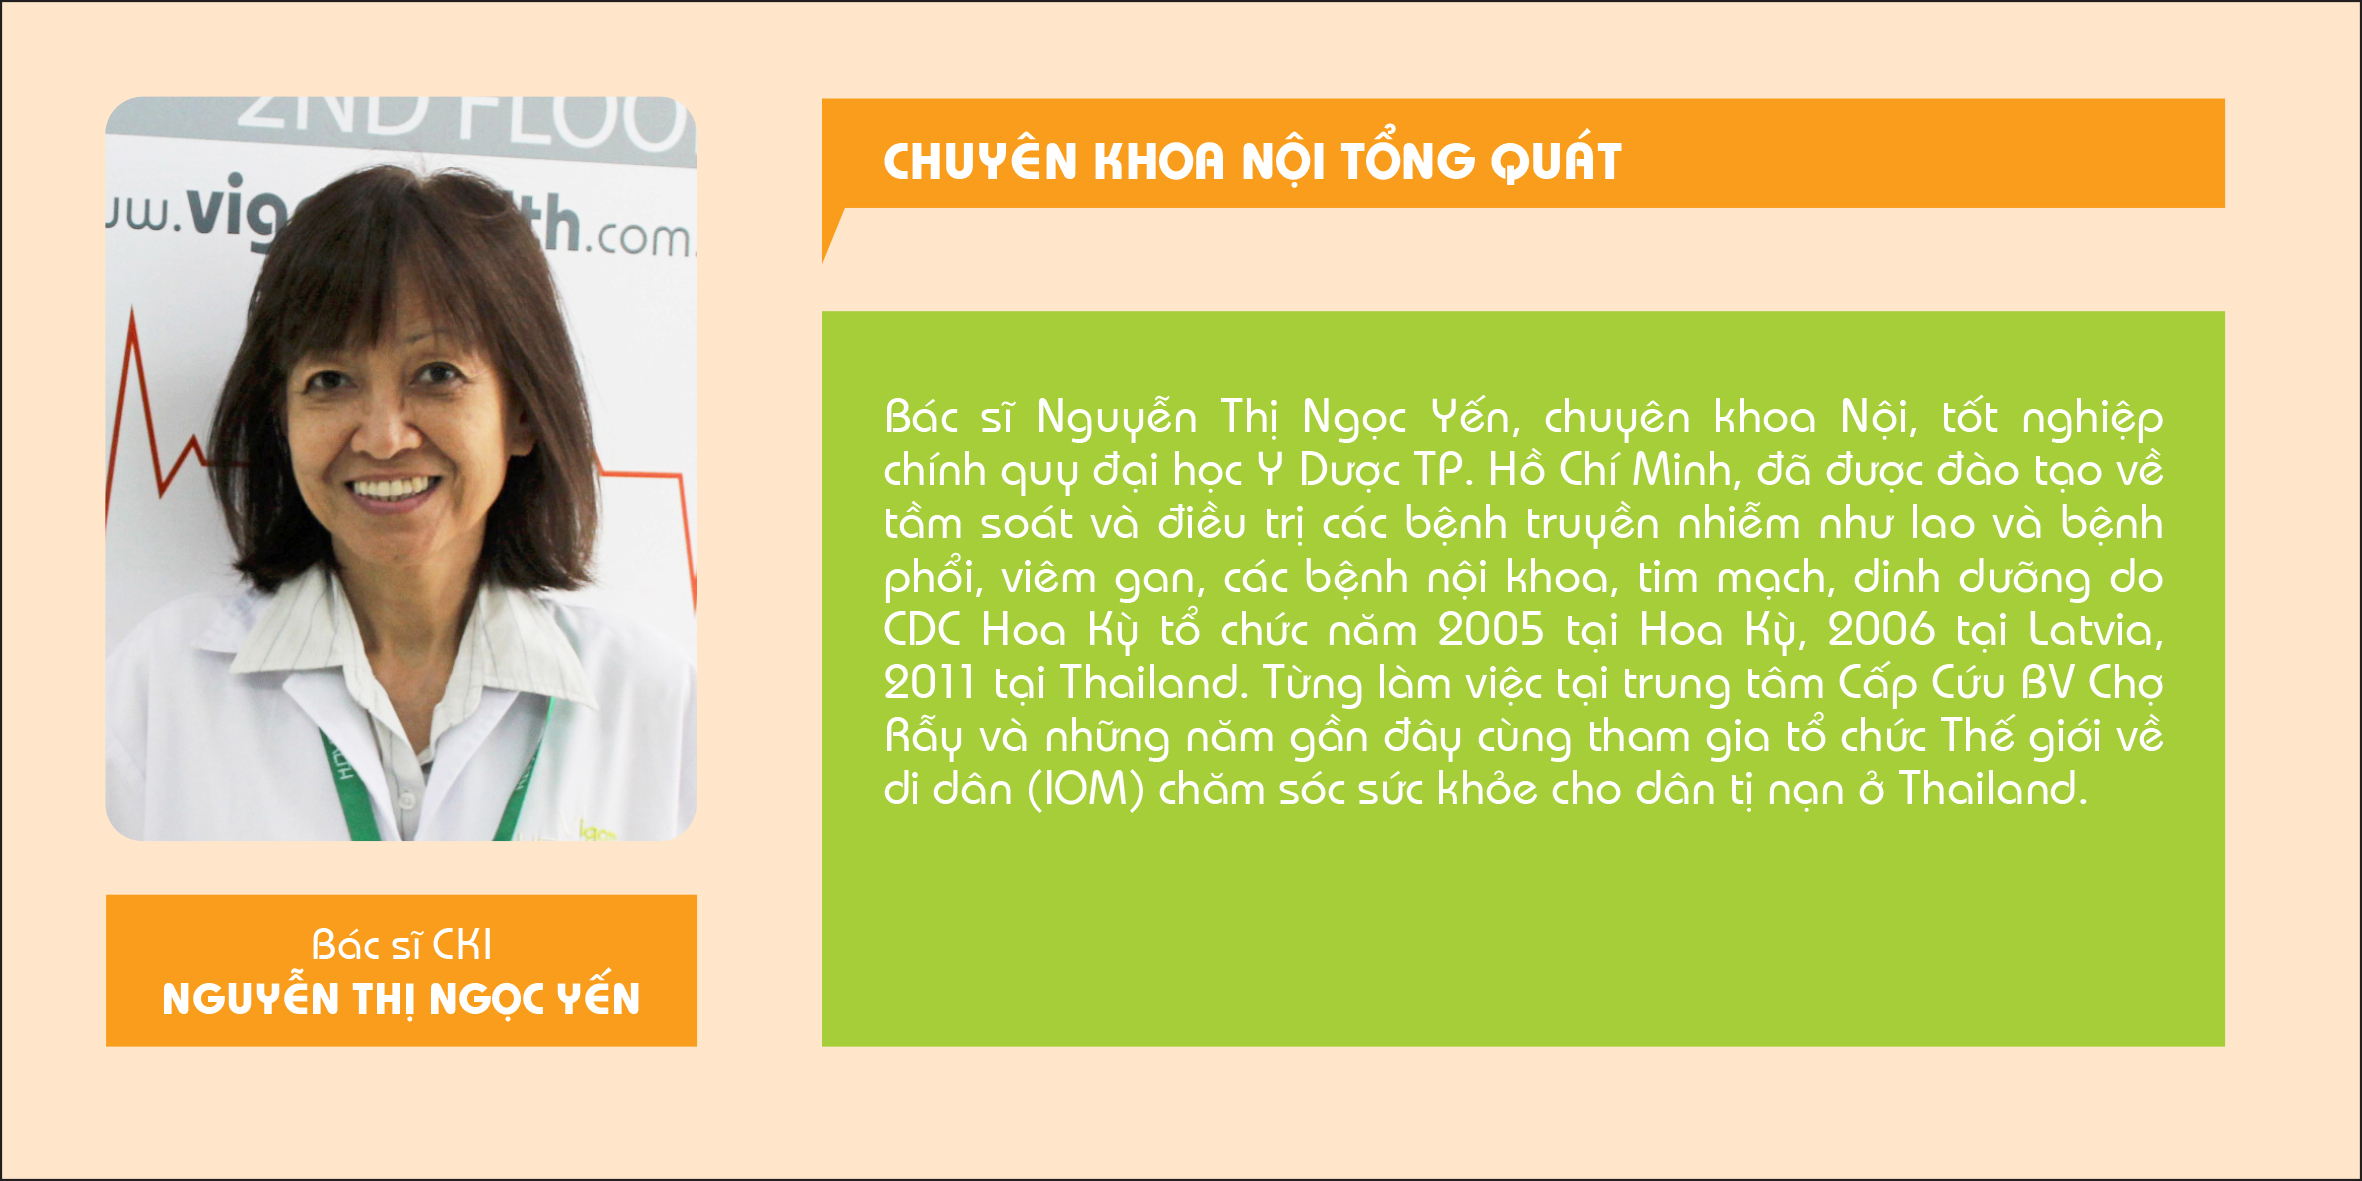 2ND FLOO
.com.
CHUYÊN KHOA NỘI TỔNG QUÁT
Bác sĩ Nguyễn Thị Ngọc Yến, chuyên khoa Nội, tốt nghiệp
chính quy đại học Y Dược TP. Hồ Chí Minh, đã được đào tạo về
tầm soát và điều trị các bệnh truyền nhiễm như lao và bệnh
phổi, viêm gan, các bệnh nội khoa, tim mạch, dinh dưỡng do
CDC Hoa Kỳ tổ chức năm 2005 tại Hoa Kỳ, 2006 tại Latvia,
2011 tại Thailand. Từng làm việc tại trung tâm Cấp Cứu BV Chợ
Rẫy và những năm gần đây cùng tham gia tổ chức Thế giới về
di dân (IOM) chăm sóc sức khỏe cho dân tị nạn ở Thailand.
Bác sĩ CKI
NGUYỄN THỊ NGỌC YẾN